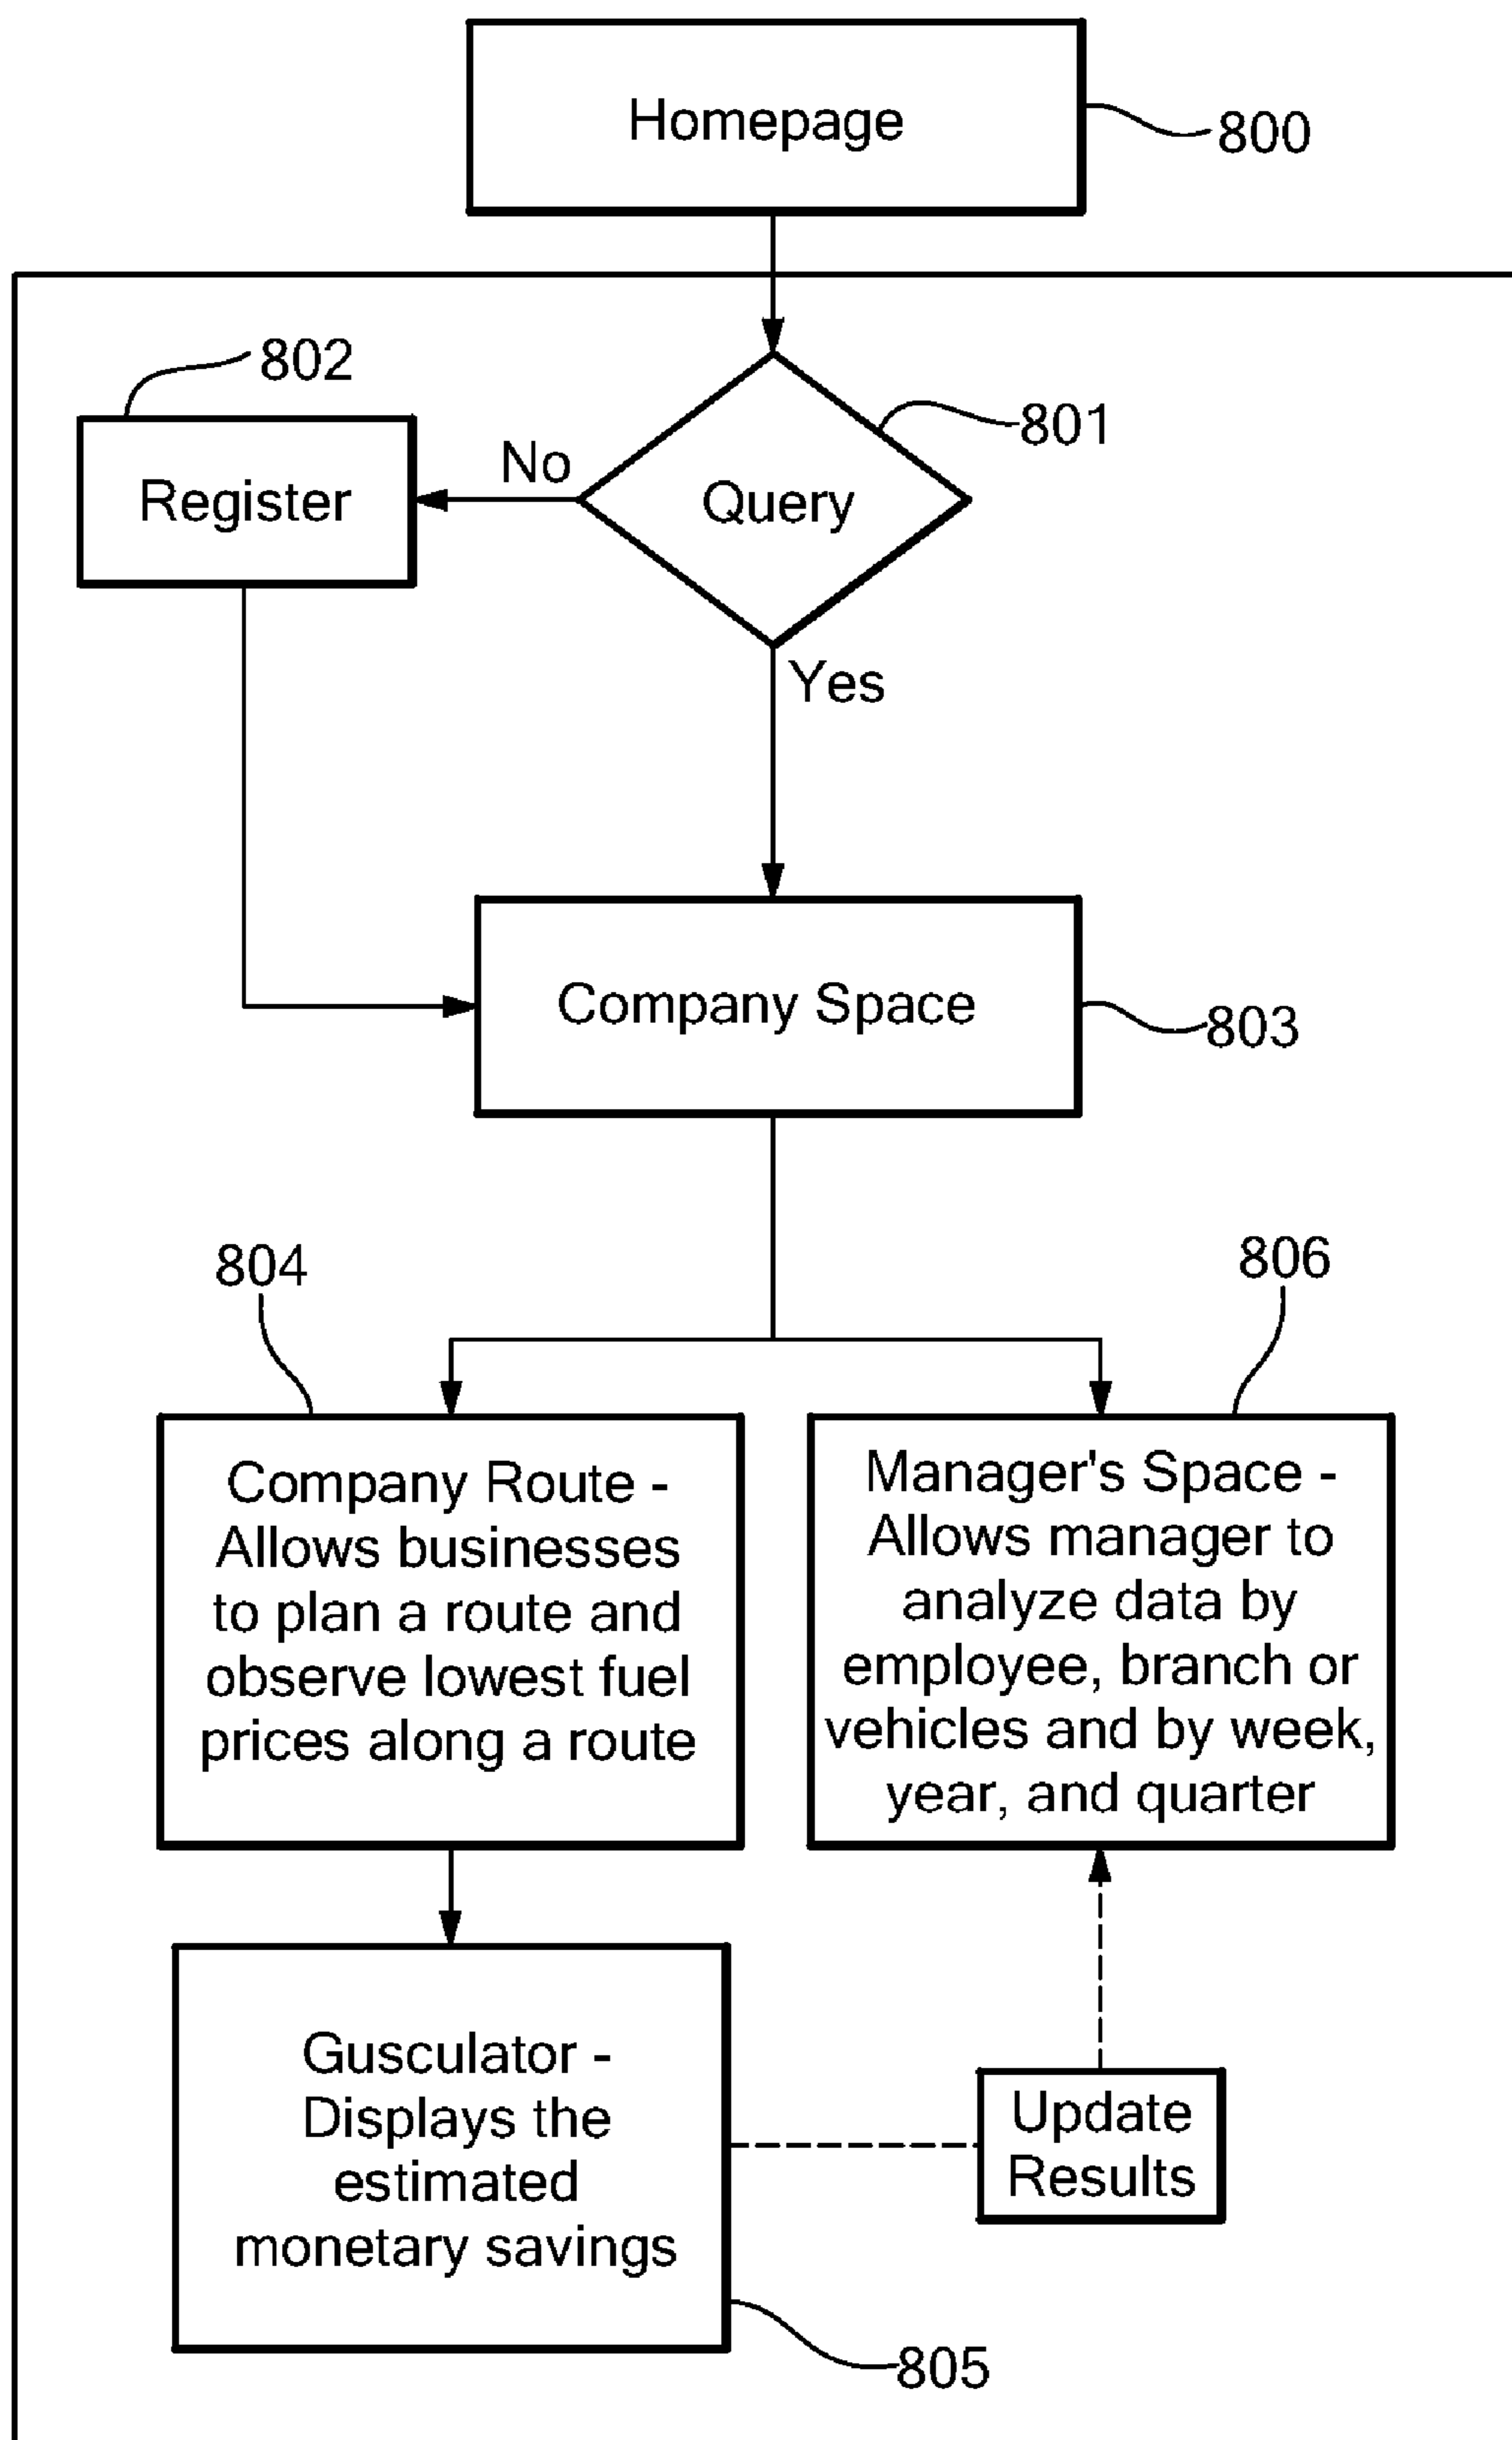 Homepage
800
802
801
No
Register
Query
Yes
Company Space
803
804
806
Company Route -
Allows businesses
to plan a route and
observe lowest fuel
prices along a route
Manager's Space -
Allows manager to
analyze data by
employee, branch or
vehicles and by week,
year, and quarter
Gusculator -
Displays the
estimated
monetary savings
Update
Results
805